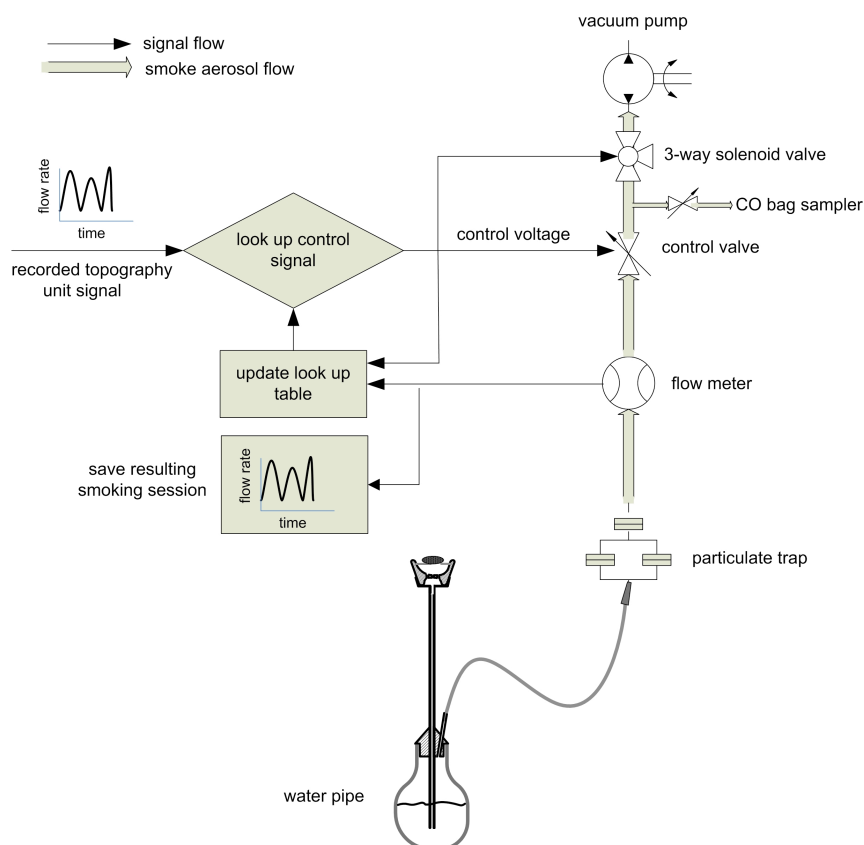 vacuum pump
signal flow
smoke aerosol flow
3-way solenoid valve
flow rate
time
CO bag sampler
look up control
signal
control voltage
control valve
recorded topography
unit signal
update look up
table
flow meter
save resulting
smoking session
flow rate
time
particulate trap
water pipe